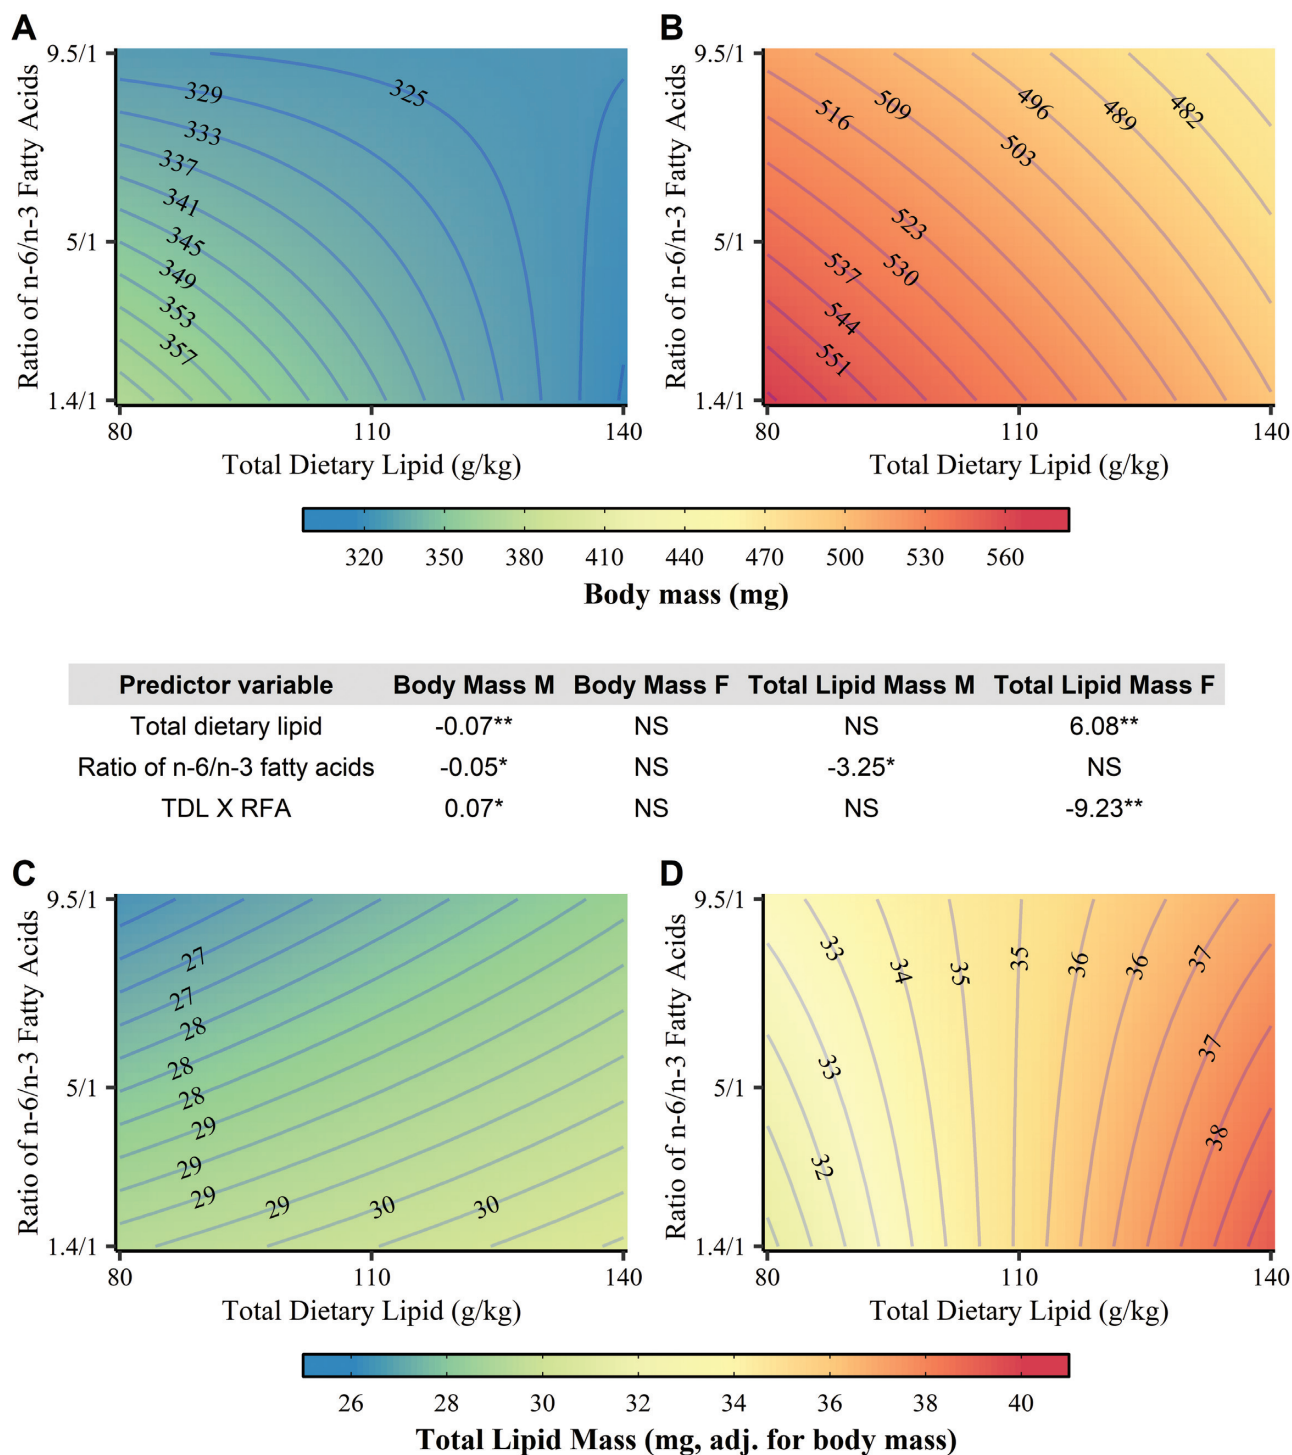 A
B
Ratio of n-6/n-3 Fatty Acids
9.5/1
5/1
1.4/1
325
329
333
337
341
345
349
353
357
80 110 140
Total Dietary Lipid (g/kg)
Ratio of n-6/n-3 Fatty Acids
9.5/1
5/1
1.4/1
516 509 496 489 482
503
523
537 530
544
551
80 110 140
Total Dietary Lipid (g/kg)
320 350 380 410 440 470 500 530 560
Body mass (mg)
Predictor variable Body Mass M Body Mass F Total Lipid Mass M Total Lipid Mass F
Total dietary lipid -0.07** NS NS 6.08**
Ratio of n-6/n-3 fatty acids -0.05* NS -3.25* NS
TDL X RFA 0.07* NS NS -9.23**
C
D
Ratio of n-6/n-3 Fatty Acids
9.5/1
5/1
1.4/1
27
27
28
28
28
29
29
29 29 30 30
80 110 140
Total Dietary Lipid (g/kg)
Ratio of n-6/n-3 Fatty Acids
9.5/1
5/1
1.4/1
33 34 35 35 36 36 37
33 37
32 38
80 110 140
Total Dietary Lipid (g/kg)
26 28 30 32 34 36 38 40
Total Lipid Mass (mg, adj. for body mass)